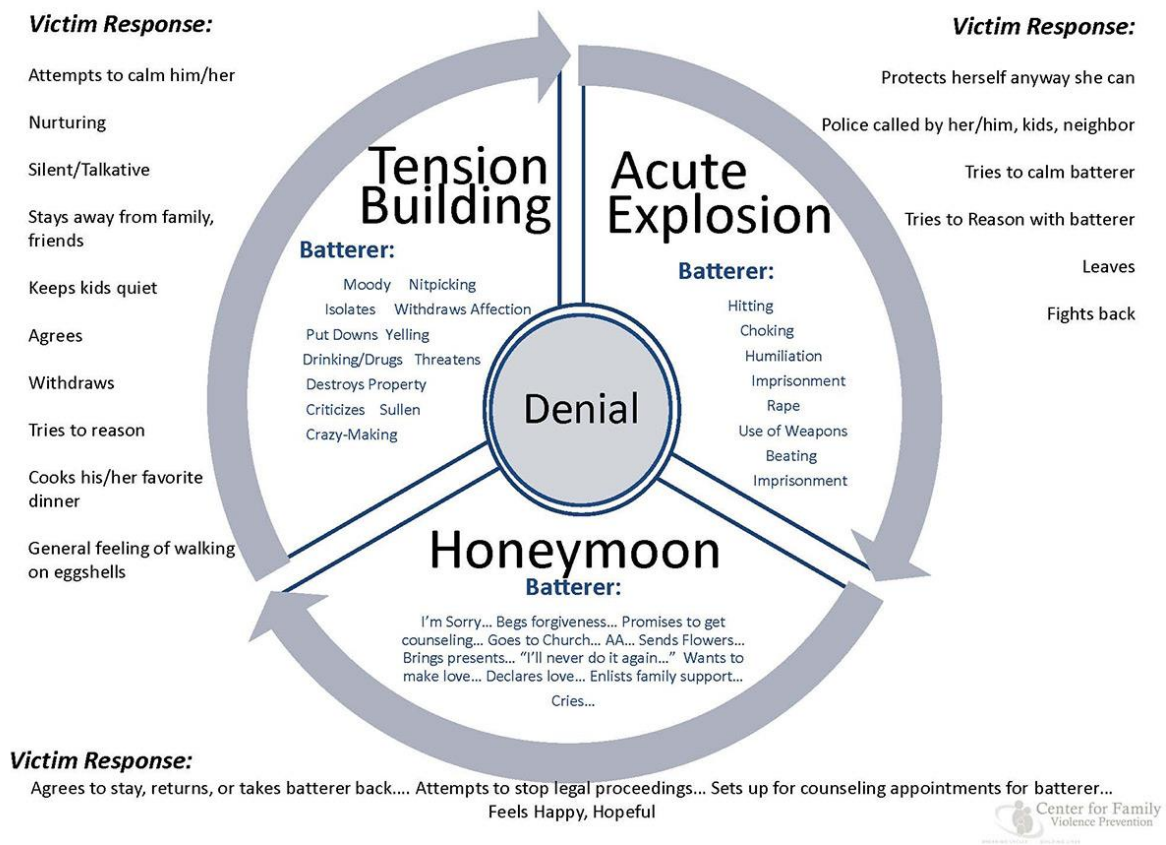 Victim Response:
Attempts to calm him/her
Nurturing
Silent/Talkative
Stays away from family,
friends
Keeps kids quiet
Agrees
Withdraws
Tries to reason
Cooks his/her favorite
dinner
General feeling of walking
on eggshells
Tension
Building
Batterer:
Moody Nitpicking
Isolates Withdraws Affection
Put Downs Yelling
Drinking/Drugs Threatens
Destroys Property
Criticizes Sullen
Crazy-Making
Acute
Explosion
Batterer:
Hitting
Choking
Humiliation
Imprisonment
Rape
Use of Weapons
Beating
Imprisonment
Victim Response:
Protects herself anyway she can
Police called by her/him, kids, neighbor
Tries to calm batterer
Tries to Reason with batterer
Leaves
Fights back
Denial
Honeymoon
Batterer:
I'm Sorry... Begs forgiveness... Promises to get
counseling... Goes to Church... AA... Sends Flowers...
Brings presents... "I'll never do it again..." Wants to
make love... Declares love... Enlists family support...
Cries...
Victim Response:
Agrees to stay, returns, or takes batterer back.... Attempts to stop legal proceedings... Sets up for counseling appointments for batterer...
Feels Happy, Hopeful
Center for Family
Violence Prevention